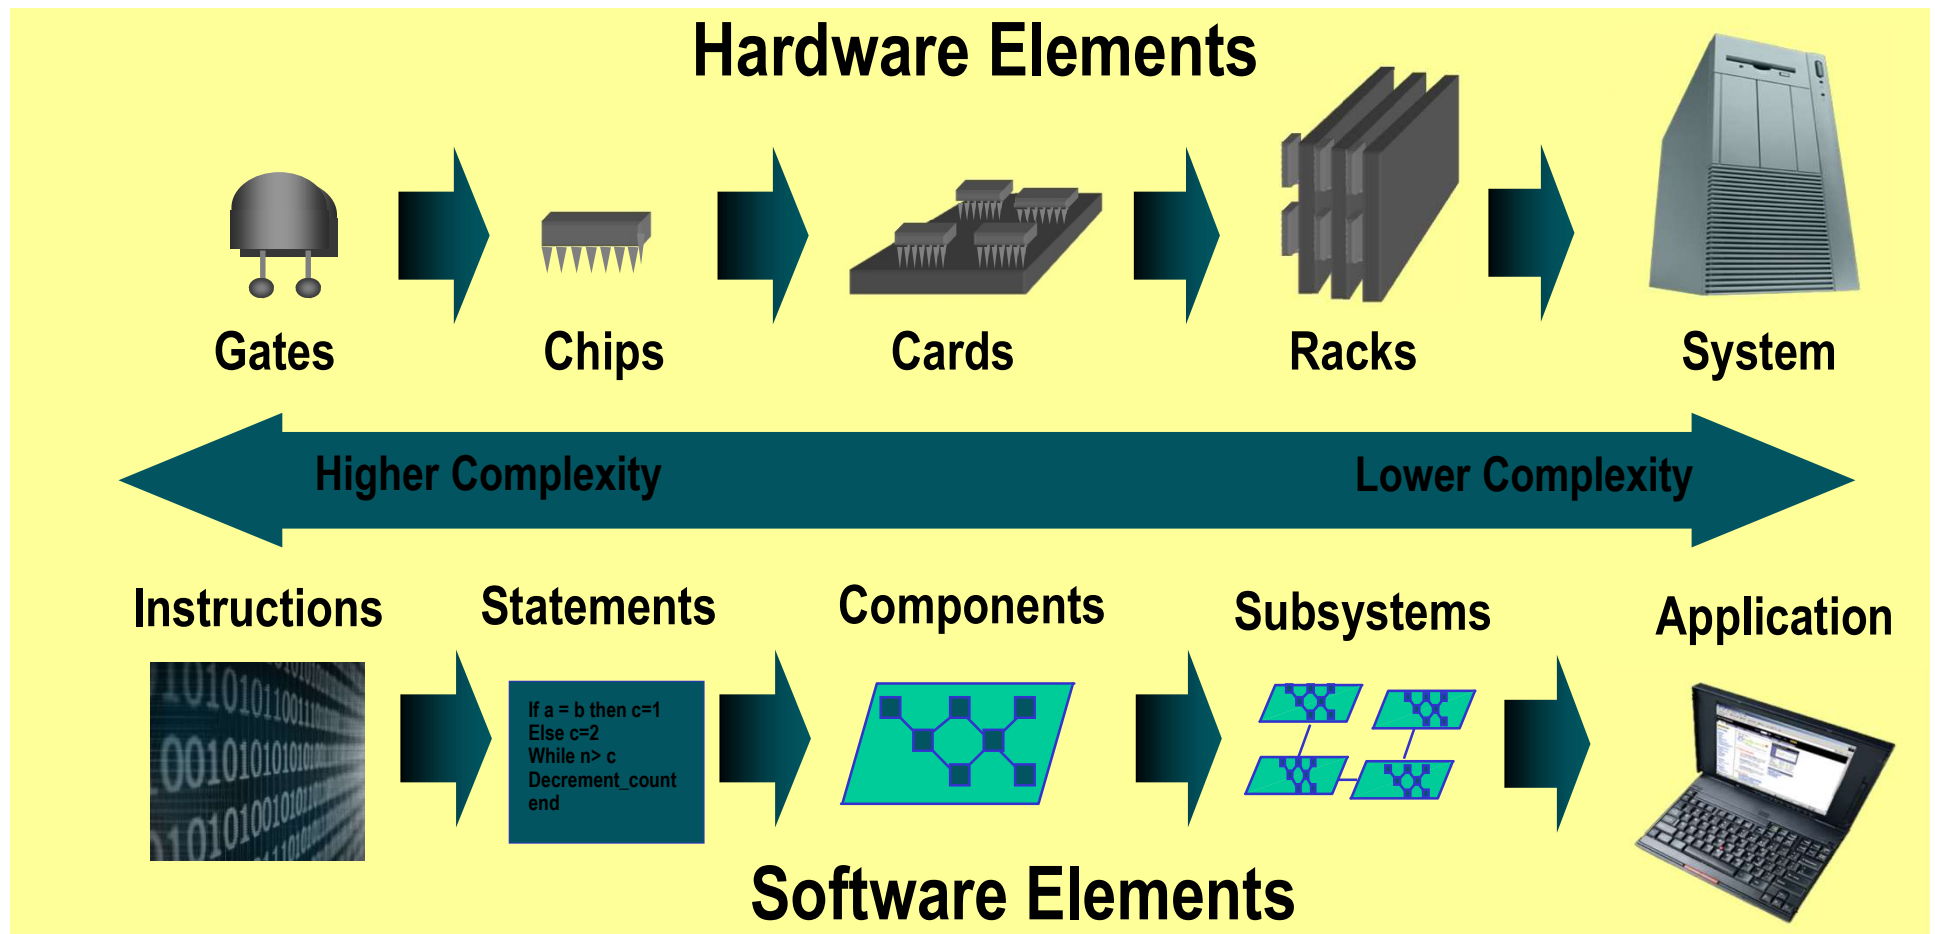 Hardware Elements
Gates
Chips
Cards
Racks
System
Higher Complexity
Lower Complexity
Instructions
Statements
Components
Subsystems
Application
If a = b then c=1
Else c=2
While n> c
Decrement_count
end
Software Elements